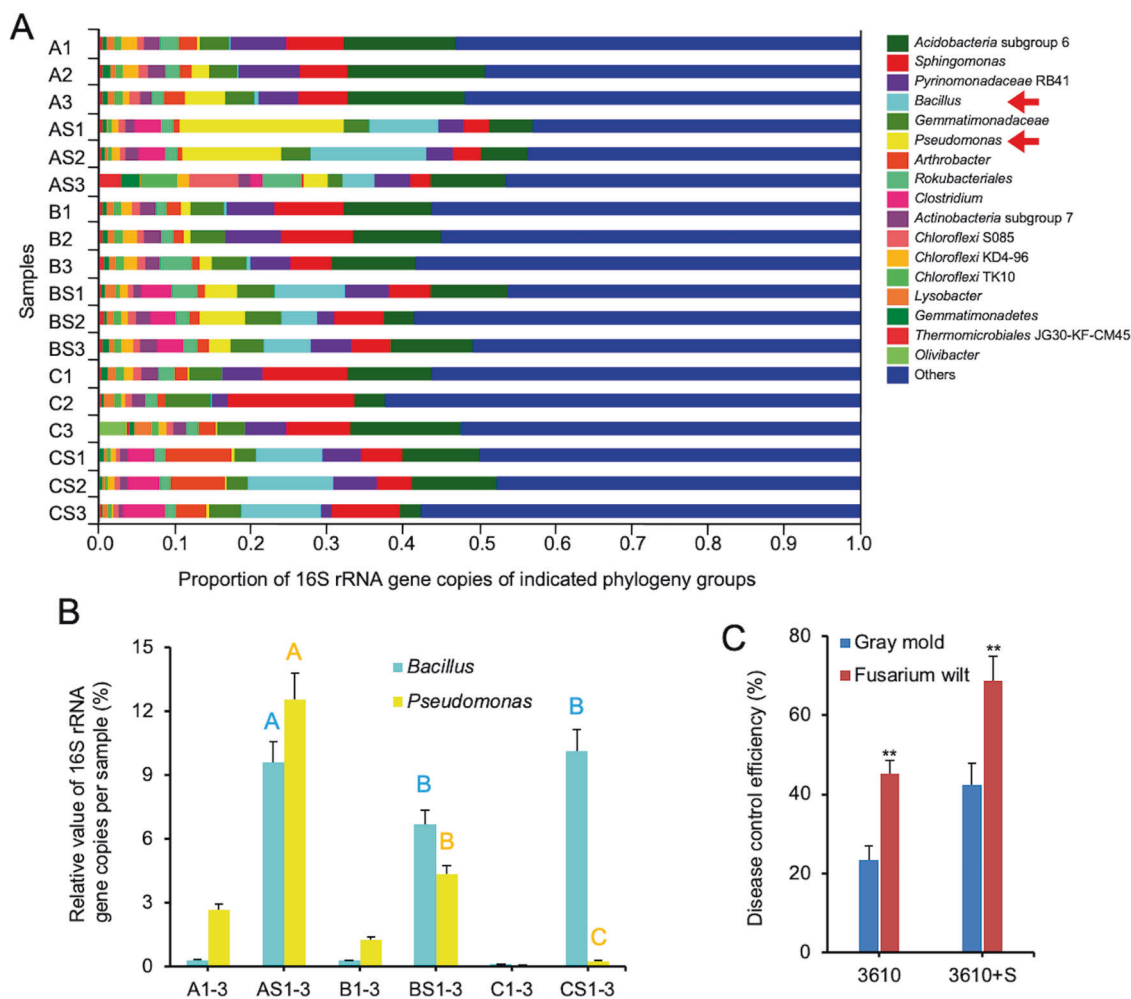 A
Samples
A1
A2
A3
AS1
AS2
AS3
B1
B2
B3
BS1
BS2
BS3
C1
C2
C3
CS1
CS2
CS3
0.0 0.1 0.2 0.3 0.4 0.5 0.6 0.7 0.8 0.9 1.0
Proportion of 16S rRNA gene copies of indicated phylogeny groups
Acidobacteria subgroup 6
Sphingomonas
Pyrinomonadaceae RB41
Bacillus
Gemmatimonadaceae
Pseudomonas
Arthrobacter
Rokubacteriales
Clostridium
Actinobacteria subgroup 7
Chloroflexi S085
Chloroflexi KD4-96
Chloroflexi TK10
Lysobacter
Gemmatimonadetes
Thermomicrobiales JG30-KF-CM45
Olivibacter
Others
B
Relative value of 16S rRNA
gene copies per sample (%)
15
12
9
6
3
0
Bacillus
Pseudomonas
A
A
B
B
B
C
A1-3 AS1-3 B1-3 BS1-3 C1-3 CS1-3
C
Disease control efficiency (%)
80
60
40
20
0
Gray mold
Fusarium wilt
**
**
3610 3610+S